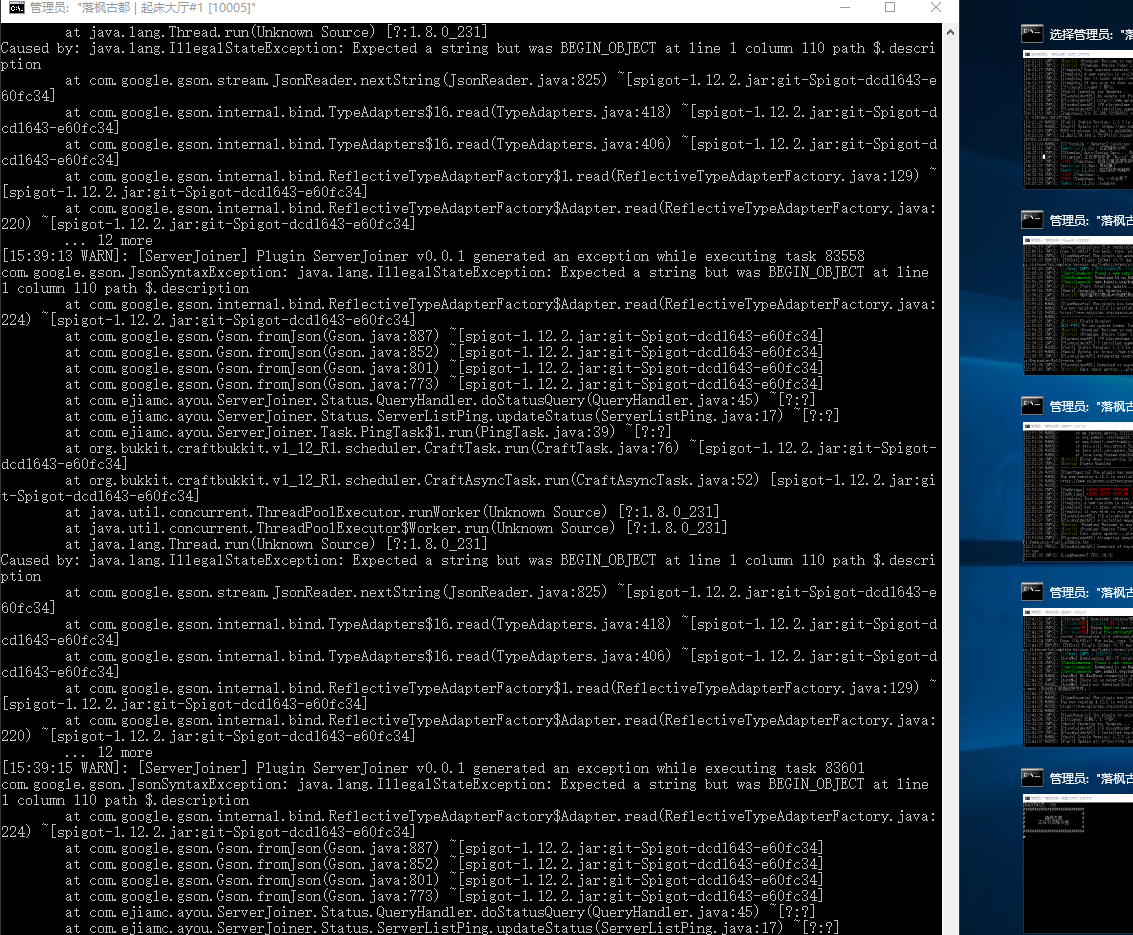 管理员: "落枫古都 | 起床大厅#1 [10005]"
at java.lang.Thread.run(Unknown Source) [?:1.8.0_231]
Caused by: java.lang.IllegalStateException: Expected a string but was BEGIN_OBJECT at line 1 column 110 path $.descri
ption
at com.google.gson.stream.JsonReader.nextString(JsonReader.java:825) ~[spigot-1.12.2.jar:git-Spigot-dcd1643-e
60fc34]
at com.google.gson.internal.bind.TypeAdapters$16.read(TypeAdapters.java:418) ~[spigot-1.12.2.jar:git-Spigot-d
cd1643-e60fc34]
at com.google.gson.internal.bind.TypeAdapters$16.read(TypeAdapters.java:406) ~[spigot-1.12.2.jar:git-Spigot-d
cd1643-e60fc34]
at com.google.gson.internal.bind.ReflectiveTypeAdapterFactory$1.read(ReflectiveTypeAdapterFactory.java:129) ~
[spigot-1.12.2.jar:git-Spigot-dcd1643-e60fc34]
at com.google.gson.internal.bind.ReflectiveTypeAdapterFactory$Adapter.read(ReflectiveTypeAdapterFactory.java:
220) ~[spigot-1.12.2.jar:git-Spigot-dcd1643-e60fc34]
... 12 more
[15:39:13 WARN]: [ServerJoiner] Plugin ServerJoiner v0.0.1 generated an exception while executing task 83558
com.google.gson.JsonSyntaxException: java.lang.IllegalStateException: Expected a string but was BEGIN_OBJECT at line
1 column 110 path $.description
at com.google.gson.internal.bind.ReflectiveTypeAdapterFactory$Adapter.read(ReflectiveTypeAdapterFactory.java:
224) ~[spigot-1.12.2.jar:git-Spigot-dcd1643-e60fc34]
at com.google.gson.Gson.fromJson(Gson.java:887) ~[spigot-1.12.2.jar:git-Spigot-dcd1643-e60fc34]
at com.google.gson.Gson.fromJson(Gson.java:852) ~[spigot-1.12.2.jar:git-Spigot-dcd1643-e60fc34]
at com.google.gson.Gson.fromJson(Gson.java:801) ~[spigot-1.12.2.jar:git-Spigot-dcd1643-e60fc34]
at com.google.gson.Gson.fromJson(Gson.java:773) ~[spigot-1.12.2.jar:git-Spigot-dcd1643-e60fc34]
at com.ejiamc.ayou.ServerJoiner.Status.QueryHandler.doStatusQuery(QueryHandler.java:45) ~[?:?]
at com.ejiamc.ayou.ServerJoiner.Status.ServerListPing.updateStatus(ServerListPing.java:17) ~[?:?]
at com.ejiamc.ayou.ServerJoiner.Task.PingTask$1.run(PingTask.java:39) ~[?:?]
at org.bukkit.craftbukkit.v1_12_R1.scheduler.CraftTask.run(CraftTask.java:76) ~[spigot-1.12.2.jar:git-Spigot-
dcd1643-e60fc34]
at org.bukkit.craftbukkit.v1_12_R1.scheduler.CraftAsyncTask.run(CraftAsyncTask.java:52) [spigot-1.12.2.jar:gi
t-Spigot-dcd1643-e60fc34]
at java.util.concurrent.ThreadPoolExecutor.runWorker(Unknown Source) [?:1.8.0_231]
at java.util.concurrent.ThreadPoolExecutor$Worker.run(Unknown Source) [?:1.8.0_231]
at java.lang.Thread.run(Unknown Source) [?:1.8.0_231]
Caused by: java.lang.IllegalStateException: Expected a string but was BEGIN_OBJECT at line 1 column 110 path $.descri
ption
at com.google.gson.stream.JsonReader.nextString(JsonReader.java:825) ~[spigot-1.12.2.jar:git-Spigot-dcd1643-e
60fc34]
at com.google.gson.internal.bind.TypeAdapters$16.read(TypeAdapters.java:418) ~[spigot-1.12.2.jar:git-Spigot-d
cd1643-e60fc34]
at com.google.gson.internal.bind.TypeAdapters$16.read(TypeAdapters.java:406) ~[spigot-1.12.2.jar:git-Spigot-d
cd1643-e60fc34]
at com.google.gson.internal.bind.ReflectiveTypeAdapterFactory$1.read(ReflectiveTypeAdapterFactory.java:129) ~
[spigot-1.12.2.jar:git-Spigot-dcd1643-e60fc34]
at com.google.gson.internal.bind.ReflectiveTypeAdapterFactory$Adapter.read(ReflectiveTypeAdapterFactory.java:
220) ~[spigot-1.12.2.jar:git-Spigot-dcd1643-e60fc34]
... 12 more
[15:39:15 WARN]: [ServerJoiner] Plugin ServerJoiner v0.0.1 generated an exception while executing task 83601
com.google.gson.JsonSyntaxException: java.lang.IllegalStateException: Expected a string but was BEGIN_OBJECT at line
1 column 110 path $.description
at com.google.gson.internal.bind.ReflectiveTypeAdapterFactory$Adapter.read(ReflectiveTypeAdapterFactory.java:
224) ~[spigot-1.12.2.jar:git-Spigot-dcd1643-e60fc34]
at com.google.gson.Gson.fromJson(Gson.java:887) ~[spigot-1.12.2.jar:git-Spigot-dcd1643-e60fc34]
at com.google.gson.Gson.fromJson(Gson.java:852) ~[spigot-1.12.2.jar:git-Spigot-dcd1643-e60fc34]
at com.google.gson.Gson.fromJson(Gson.java:801) ~[spigot-1.12.2.jar:git-Spigot-dcd1643-e60fc34]
at com.google.gson.Gson.fromJson(Gson.java:773) ~[spigot-1.12.2.jar:git-Spigot-dcd1643-e60fc34]
at com.ejiamc.ayou.ServerJoiner.Status.QueryHandler.doStatusQuery(QueryHandler.java:45) ~[?:?]
at com.ejiamc.ayou.ServerJoiner.Status.ServerListPing.updateStatus(ServerListPing.java:17) ~[?:?]
选择管理员: "落
管理员: "落枫古
管理员: "落枫古
管理员: "落枫古
管理员: "落枫古